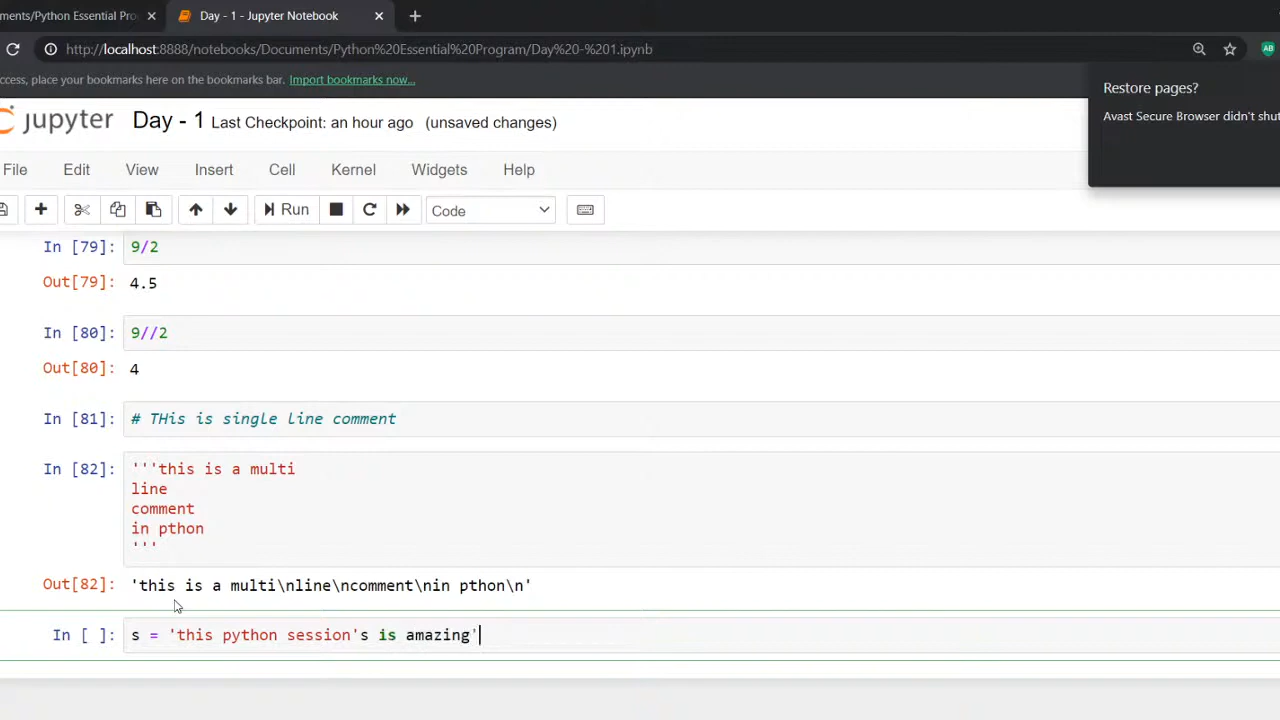 ments/Python Essential Pro
Day - 1 - Jupyter Notebook
http://localhost:8888/notebooks/Documents/Python%20Essential%20Program/Day%20-%201.ipynb
AB
ccess, place your bookmarks here on the bookmarks bar. Import bookmarks now...
Restore pages?
Avast Secure Browser didn't shut
jupyter Day - 1 Last Checkpoint: an hour ago (unsaved changes)
File Edit View Insert Cell Kernel Widgets Help
Run Code
In [79]: 9/2
Out[79]: 4.5
In [80]: 9//2
Out[80]: 4
In [81]: # THis is single line comment
In [82]: '''this is a multi
line
comment
in pthon
'''
Out[82]: 'this is a multi\nline\ncomment\nin pthon\n'
In [ ]: s = 'this python session's is amazing'